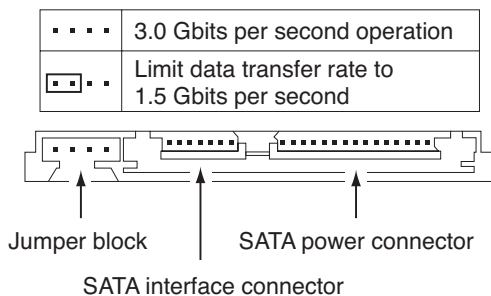 3.0 Gbits per second operation
Limit data transfer rate to
1.5 Gbits per second
Jumper block
SATA power connector
SATA interface connector